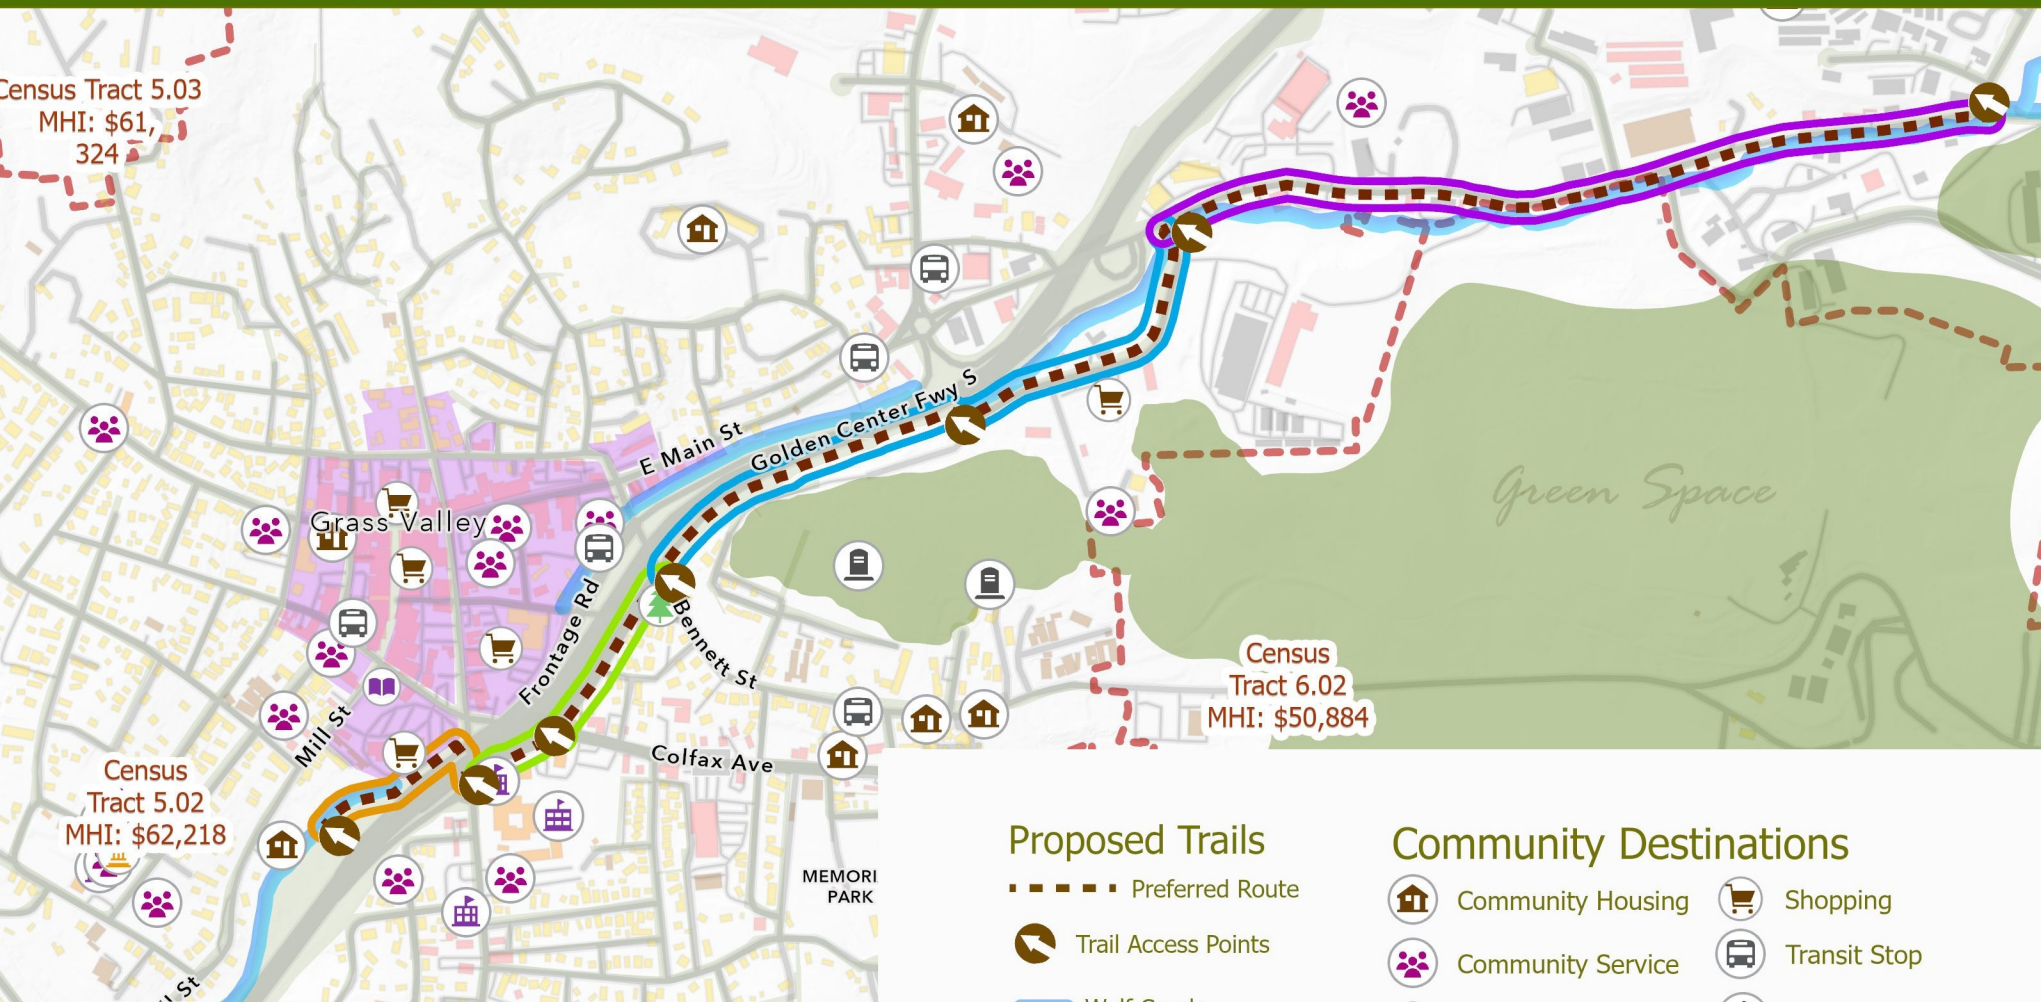 Census Tract 5.03
MHI: $61,
324
E Main St
Golden Center Fwy S
Green Space
Grass Valley
Frontage Rd
Bennett St
Mill St
Colfax Ave
Census
Tract 6.02
MHI: $50,884
Census
Tract 5.02
MHI: $62,218
MEMORI
PARK
St
Proposed Trails
Preferred Route
Trail Access Points
Community Destinations
Community Housing
Shopping
Community Service
Transit Stop